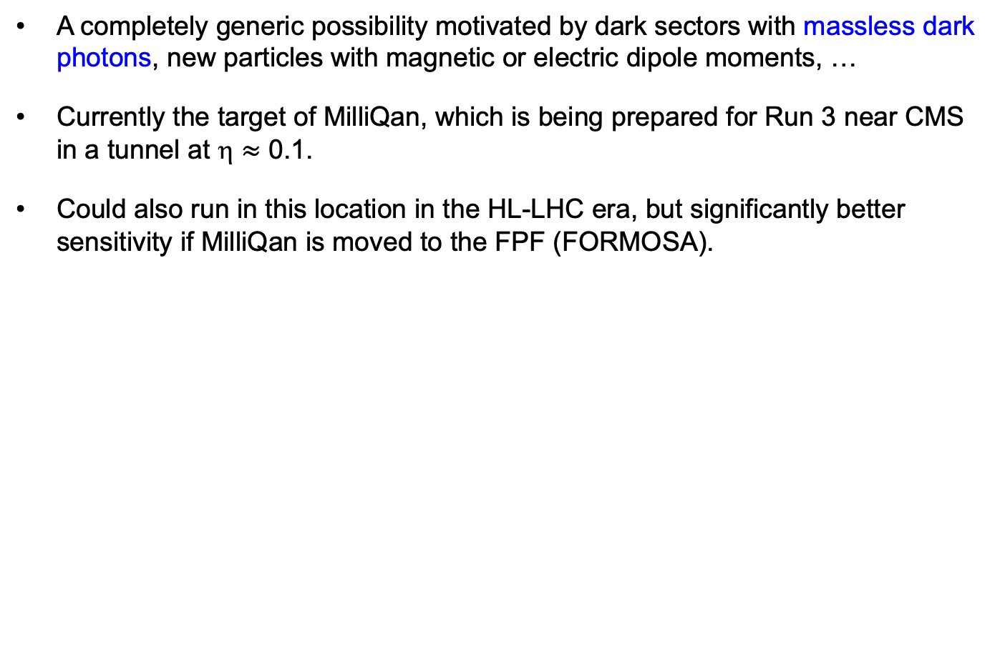 • A completely generic possibility motivated by dark sectors with massless dark
photons, new particles with magnetic or electric dipole moments, …
• Currently the target of MilliQan, which is being prepared for Run 3 near CMS
in a tunnel at η ≈ 0.1.
• Could also run in this location in the HL-LHC era, but significantly better
sensitivity if MilliQan is moved to the FPF (FORMOSA).